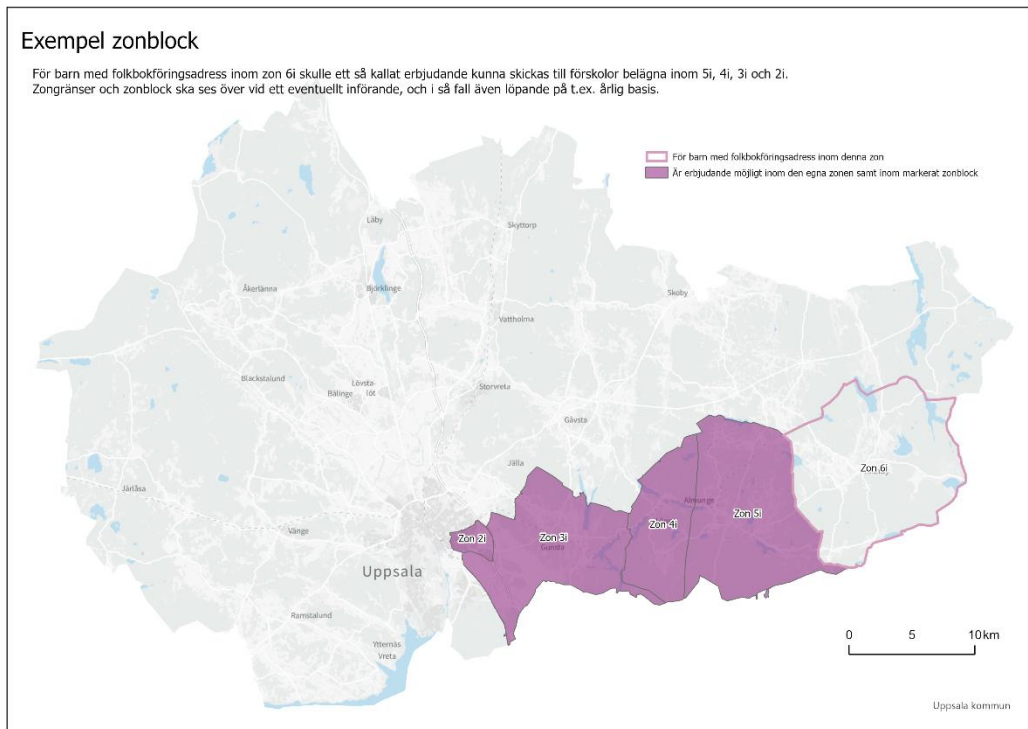 Exempel zonblock
För barn med folkbokföringsadress inom zon 6i skulle ett så kallat erbjudande kunna skickas till förskolor belägna inom 5i, 4i, 3i och 2i.
Zongränser och zonblock ska ses över vid ett eventuellt införande, och i så fall även löpande på t.ex. årlig basis.
För barn med folkbokföringsadress inom denna zon
Är erbjudande möjligt inom den egna zonen samt inom markerat zonblock
Läby
Skyttorp
Åkerlänna
Björklinge
Skoby
Vattholma
Blackstalund
Lövsta-
löt
Bälinge
Storvreta
Gåvsta
Jälla
Zon 6i
Järlåsa
Almunge
Zon 5i
Vänge
Zon 2i
Zon 3i
Zon 4i
Gunsta
Uppsala
Ramstalund
Ytternäs
Vreta
0 5 10 km
Uppsala kommun